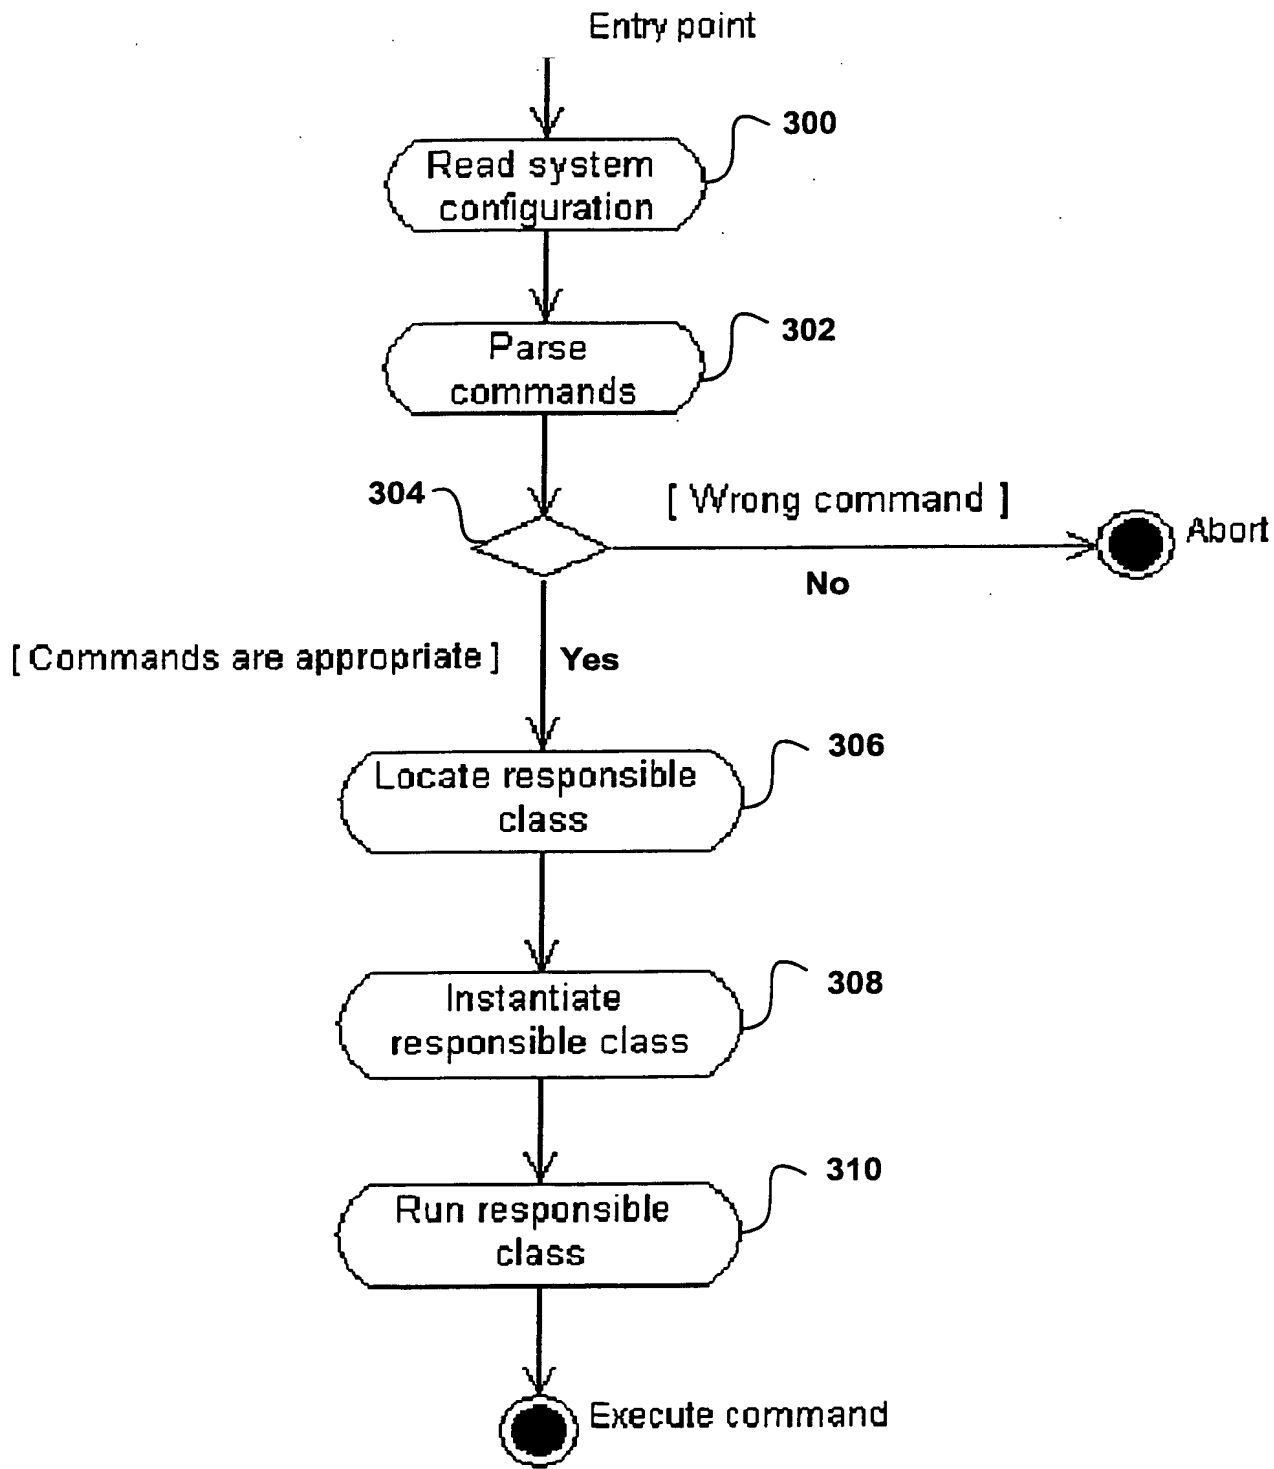 Entry point
300
Read system
configuration
302
Parse
commands
304
[ Wrong command ]
Abort
No
[ Commands are appropriate ]
Yes
306
Locate responsible
class
308
Instantiate
responsible class
310
Run responsible
class
Execute command